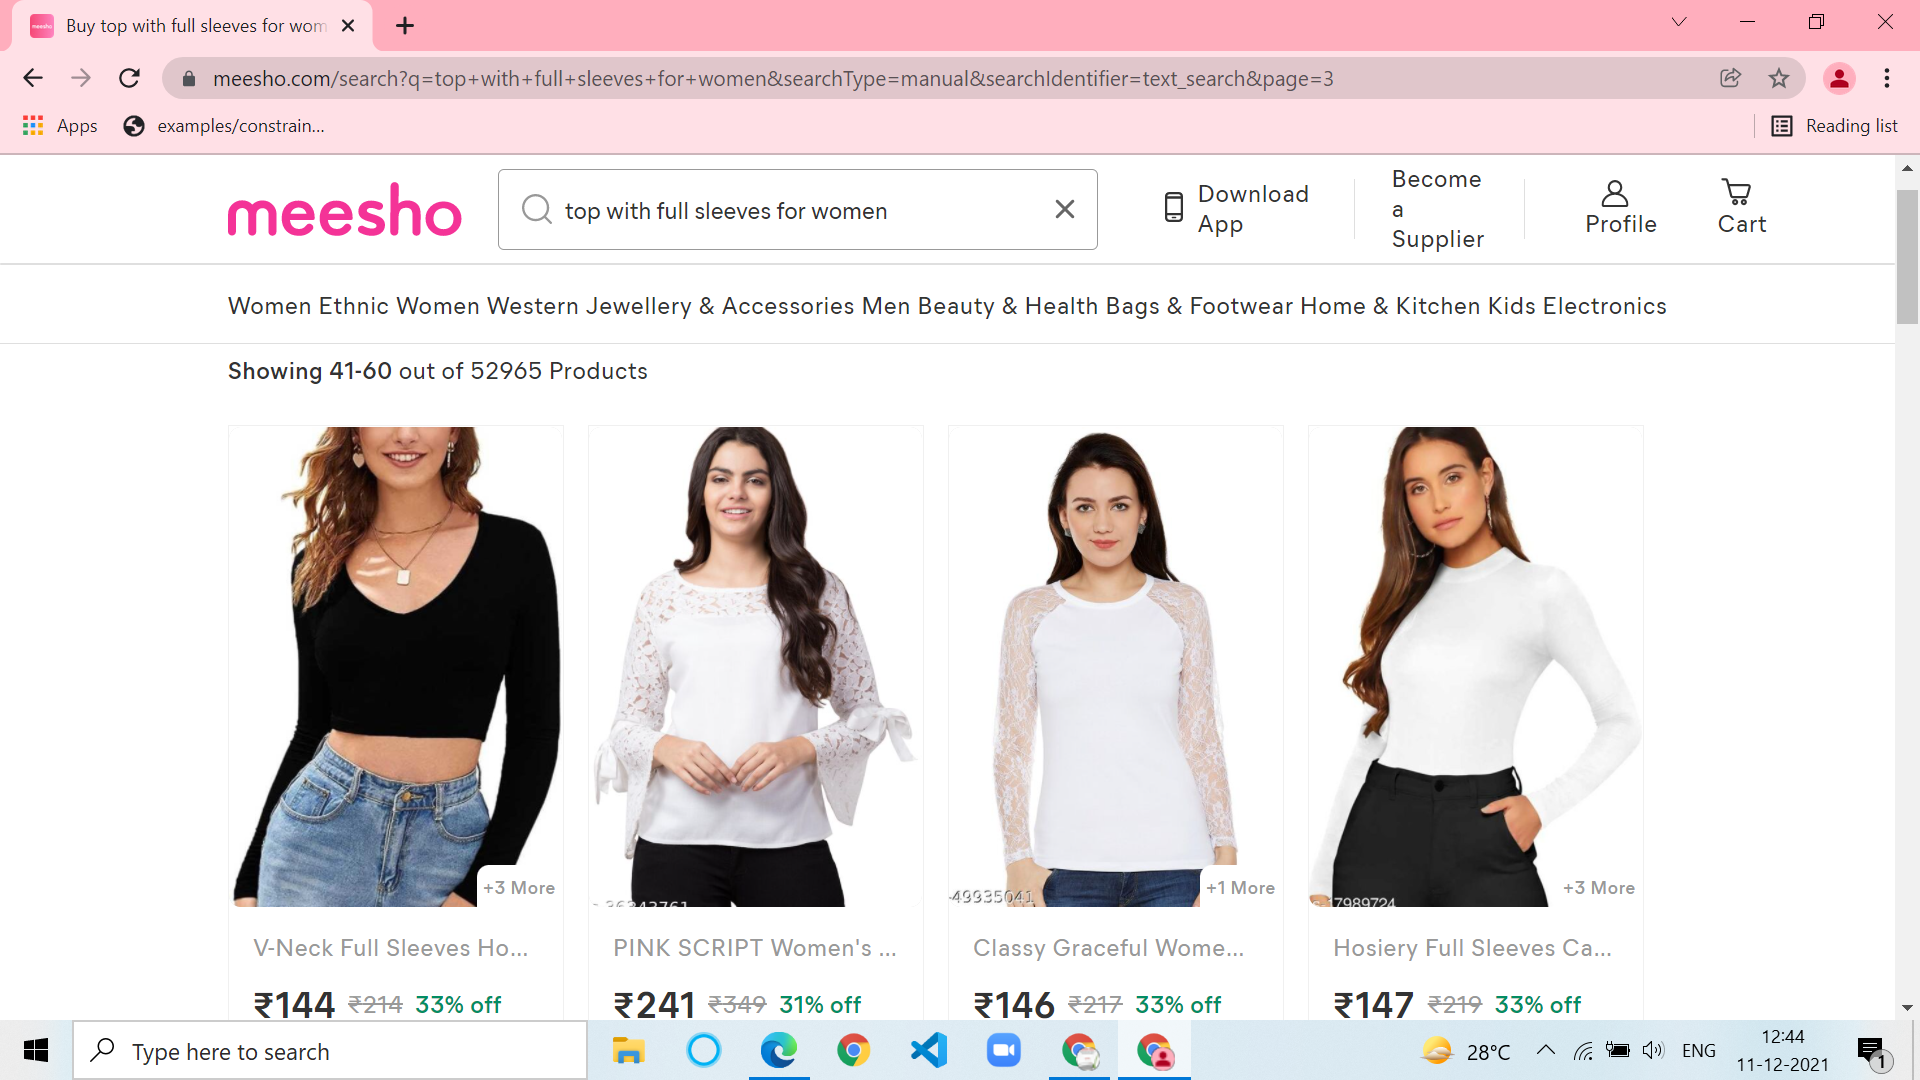 meesho
Buy top with full sleeves for wom
meesho.com/search?q=top+with+full+sleeves+for+women&searchType=manual&searchIdentifier=text_search&page=3
Apps
examples/constrain...
Reading list
meesho
top with full sleeves for women
Download
App
Become
a
Supplier
Profile
Cart
Women Ethnic Women Western Jewellery & Accessories Men Beauty & Health Bags & Footwear Home & Kitchen Kids Electronics
Showing 41-60 out of 52965 Products
+3 More
+1 More
-49935041
+3 More
V-Neck Full Sleeves Ho...
PINK SCRIPT Women's ...
Classy Graceful Wome...
Hosiery Full Sleeves Ca...
₹144 ₹214 33% off
₹241 ₹349 31% off
₹146 ₹217 33% off
₹147 ₹219 33% off
Type here to search
28°C
ENG
12:44
11-12-2021
1